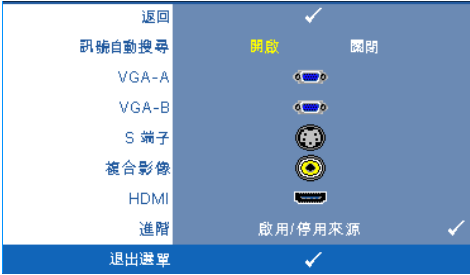 返回
訊號自動搜尋 開啟 關閉
VGA-A
VGA-B
S 端子
複合影像
HDMI
進階 啟用/停用來源
退出選單